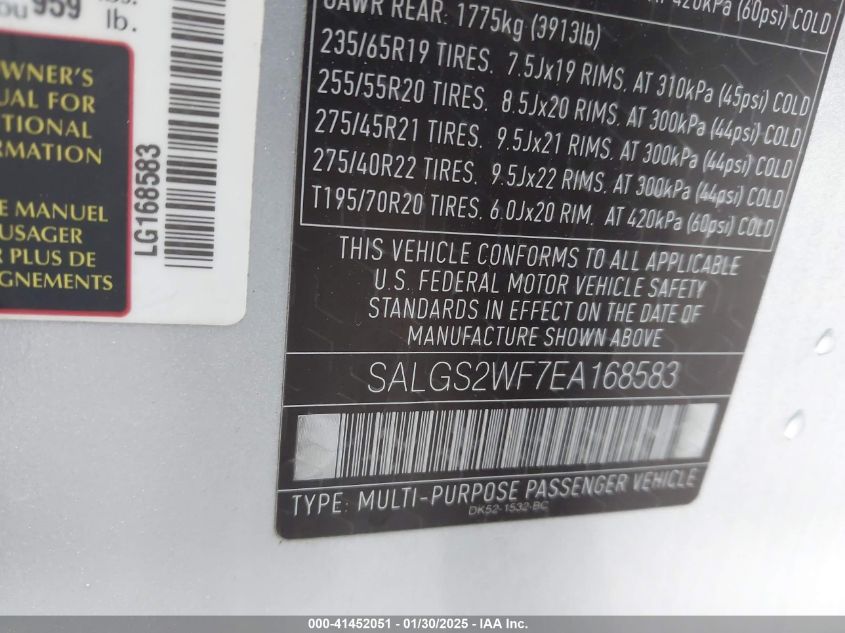 959 lbs.
lb.
OWNER'S
UAL FOR
TIONAL
RMATION
E MANUEL
USAGER
R PLUS DE
GNEMENTS
LG168583
420kPa (60psi) COLD
GAWR REAR: 1775kg (3913lb)
235/65R19 TIRES. 7.5Jx19 RIMS. AT 310kPa (45psi) COLD
255/55R20 TIRES. 8.5Jx20 RIMS. AT 300kPa (44psi) COLD
275/45R21 TIRES. 9.5Jx21 RIMS. AT 300kPa (44psi) COLD
275/40R22 TIRES. 9.5Jx22 RIMS. AT 300kPa (44psi) COLD
T195/70R20 TIRES. 6.0Jx20 RIM. AT 420kPa (60psi) COLD
THIS VEHICLE CONFORMS TO ALL APPLICABLE
U.S. FEDERAL MOTOR VEHICLE SAFETY
STANDARDS IN EFFECT ON THE DATE OF
MANUFACTURE SHOWN ABOVE
SALGS2WF7EA168583
TYPE: MULTI-PURPOSE PASSENGER VEHICLE
DK52-1532-BC
000-41452051 - 01/30/2025 - IAA Inc.